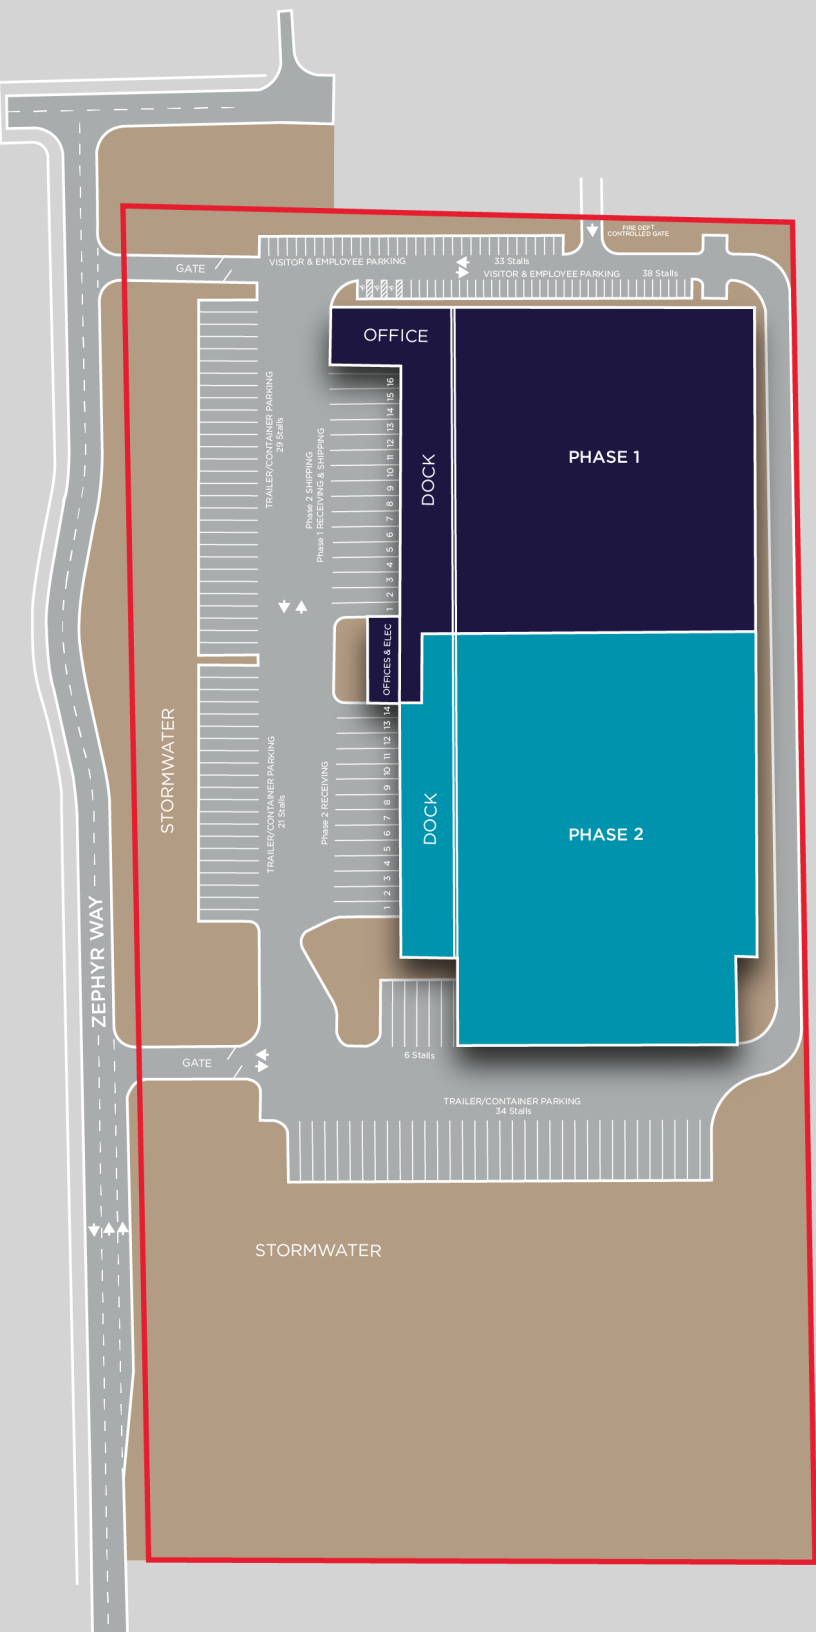 FIRE DEPT
CONTROLLED GATE
VISITOR & EMPLOYEE PARKING
33 Stalls
GATE
VISITOR & EMPLOYEE PARKING
38 Stalls
OFFICE
PHASE 1
DOCK
TRAILER/CONTAINER PARKING
29 Stalls
Phase 2 SHIPPING
Phase 1 RECEIVING & SHIPPING
16
15
14
13
12
11
10
9
8
7
6
5
4
3
2
1
OFFICES & ELEC
14
13
12
11
10
9
8
7
6
5
4
3
2
1
STORMWATER
TRAILER/CONTAINER PARKING
21 Stalls
Phase 2 RECEIVING
DOCK
PHASE 2
ZEPHYR WAY
GATE
6 Stalls
TRAILER/CONTAINER PARKING
34 Stalls
STORMWATER